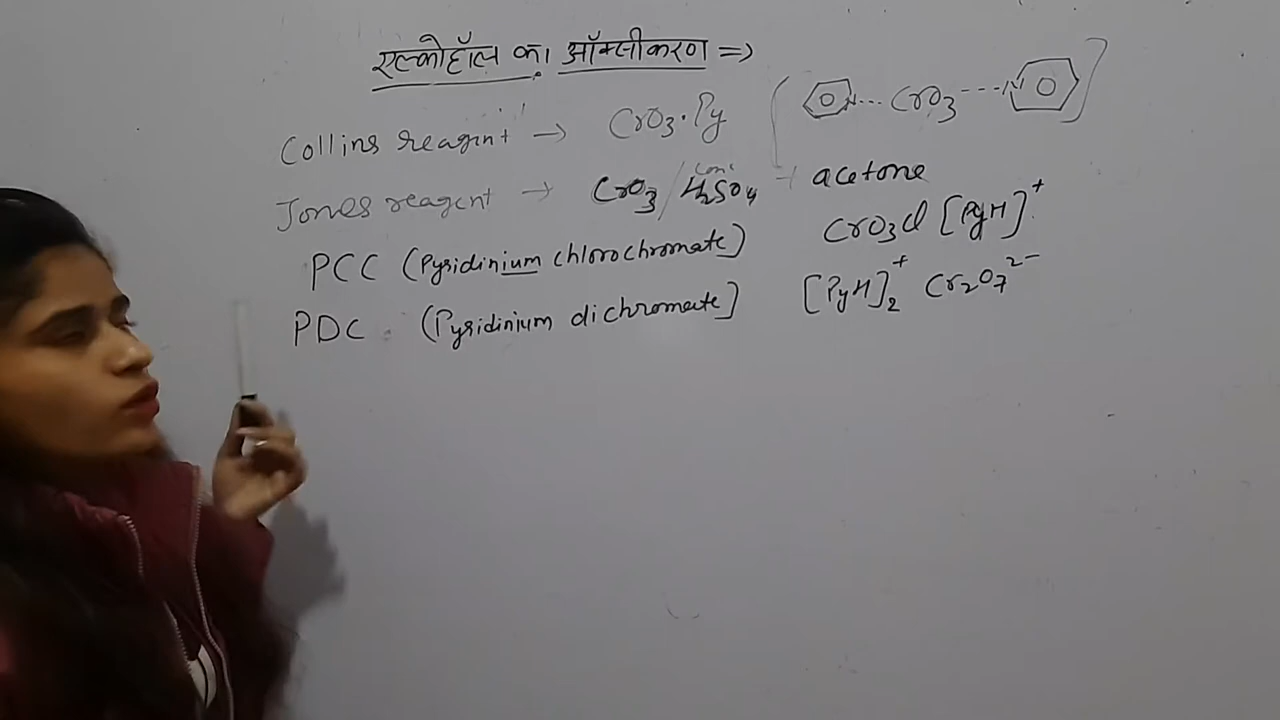 एल्कोहॉल का ऑक्सीकरण =>
Collins reagent → CrO3·Py [ N...CrO3---N ]
Jones reagent → CrO3/H2SO4 + acetone
PCC (Pyridinium chlorochromate) CrO3Cl [PyH]+
PDC (Pyridinium dichromate) [PyH]2+ Cr2O7 2-